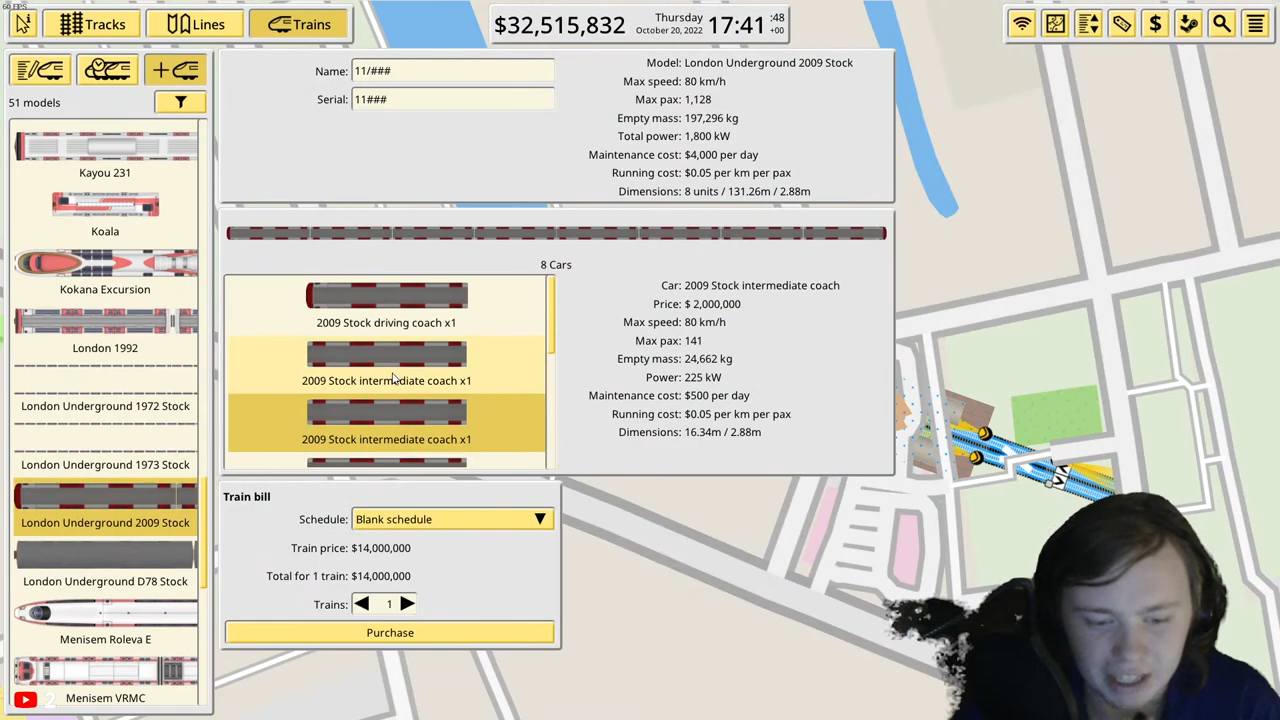 60 FPS
Tracks
Lines
Trains
$32,515,832
Thursday
October 20, 2022
17:41
:48
+00
51 models
Kayou 231
Koala
Kokana Excursion
London 1992
London Underground 1972 Stock
London Underground 1973 Stock
London Underground 2009 Stock
London Underground D78 Stock
Menisem Roleva E
Menisem VRMC
2
Name: 11/###
Serial: 11###
Model: London Underground 2009 Stock
Max speed: 80 km/h
Max pax: 1,128
Empty mass: 197,296 kg
Total power: 1,800 kW
Maintenance cost: $4,000 per day
Running cost: $0.05 per km per pax
Dimensions: 8 units / 131.26m / 2.88m
8 Cars
2009 Stock driving coach x1
2009 Stock intermediate coach x1
2009 Stock intermediate coach x1
Car: 2009 Stock intermediate coach
Price: $ 2,000,000
Max speed: 80 km/h
Max pax: 141
Empty mass: 24,662 kg
Power: 225 kW
Maintenance cost: $500 per day
Running cost: $0.05 per km per pax
Dimensions: 16.34m / 2.88m
Train bill
Schedule: Blank schedule
Train price: $14,000,000
Total for 1 train: $14,000,000
Trains: 1
Purchase